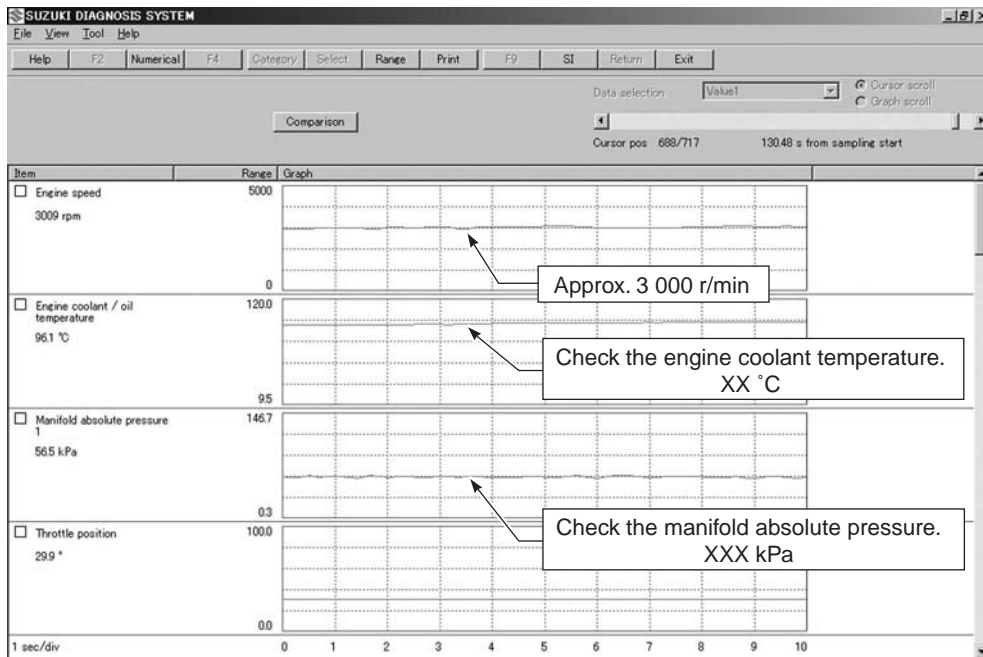 SUZUKI DIAGNOSIS SYSTEM
File View Tool Help
Help F2 Numerical F4 Category Select Range Print F9 SI Return Exit
Data selection Value1 Cursor scroll
Graph scroll
Comparison
Cursor pos 688/717 130.48 s from sampling start
Item Range Graph
Engine speed 5000
3009 rpm
0
Approx. 3 000 r/min
Engine coolant / oil 120.0
temperature
96.1 ℃
Check the engine coolant temperature.
XX ˚C
9.5
Manifold absolute pressure 146.7
1
56.5 kPa
0.3
Check the manifold absolute pressure.
XXX kPa
Throttle position 100.0
29.9 °
0.0
1 sec/div 0 1 2 3 4 5 6 7 8 9 10